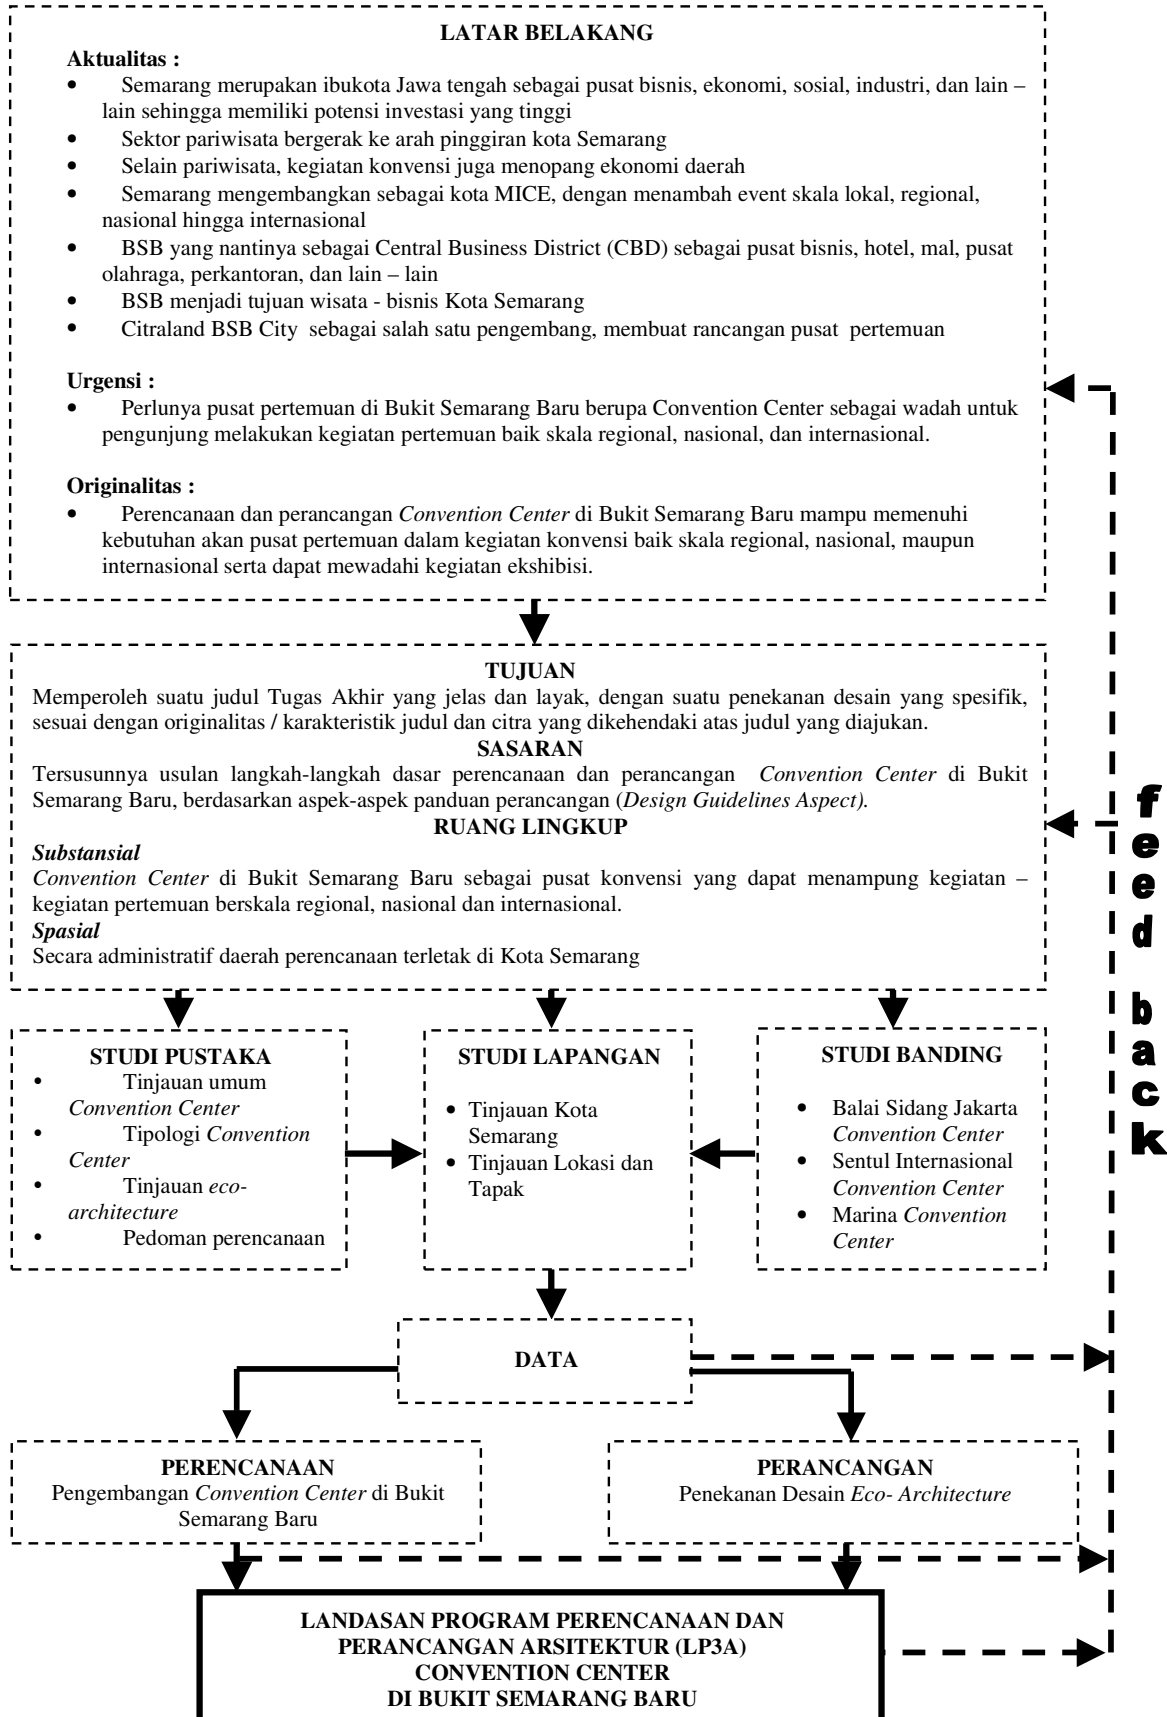 LATAR BELAKANG
Aktualitas :
• Semarang merupakan ibukota Jawa tengah sebagai pusat bisnis, ekonomi, sosial, industri, dan lain –
lain sehingga memiliki potensi investasi yang tinggi
• Sektor pariwisata bergerak ke arah pinggiran kota Semarang
• Selain pariwisata, kegiatan konvensi juga menopang ekonomi daerah
• Semarang mengembangkan sebagai kota MICE, dengan menambah event skala lokal, regional,
nasional hingga internasional
• BSB yang nantinya sebagai Central Business District (CBD) sebagai pusat bisnis, hotel, mal, pusat
olahraga, perkantoran, dan lain – lain
• BSB menjadi tujuan wisata - bisnis Kota Semarang
• Citraland BSB City sebagai salah satu pengembang, membuat rancangan pusat pertemuan
Urgensi :
• Perlunya pusat pertemuan di Bukit Semarang Baru berupa Convention Center sebagai wadah untuk
pengunjung melakukan kegiatan pertemuan baik skala regional, nasional, dan internasional.
Originalitas :
• Perencanaan dan perancangan Convention Center di Bukit Semarang Baru mampu memenuhi
kebutuhan akan pusat pertemuan dalam kegiatan konvensi baik skala regional, nasional, maupun
internasional serta dapat mewadahi kegiatan ekshibisi.
TUJUAN
Memperoleh suatu judul Tugas Akhir yang jelas dan layak, dengan suatu penekanan desain yang spesifik,
sesuai dengan originalitas / karakteristik judul dan citra yang dikehendaki atas judul yang diajukan.
SASARAN
Tersusunnya usulan langkah-langkah dasar perencanaan dan perancangan Convention Center di Bukit
Semarang Baru, berdasarkan aspek-aspek panduan perancangan (Design Guidelines Aspect).
RUANG LINGKUP
Substansial
Convention Center di Bukit Semarang Baru sebagai pusat konvensi yang dapat menampung kegiatan –
kegiatan pertemuan berskala regional, nasional dan internasional.
Spasial
Secara administratif daerah perencanaan terletak di Kota Semarang
feed back
STUDI PUSTAKA
• Tinjauan umum
Convention Center
• Tipologi Convention
Center
• Tinjauan eco-
architecture
• Pedoman perencanaan
STUDI LAPANGAN
• Tinjauan Kota
Semarang
• Tinjauan Lokasi dan
Tapak
STUDI BANDING
• Balai Sidang Jakarta
Convention Center
• Sentul Internasional
Convention Center
• Marina Convention
Center
DATA
PERENCANAAN
Pengembangan Convention Center di Bukit
Semarang Baru
PERANCANGAN
Penekanan Desain Eco- Architecture
LANDASAN PROGRAM PERENCANAAN DAN
PERANCANGAN ARSITEKTUR (LP3A)
CONVENTION CENTER
DI BUKIT SEMARANG BARU